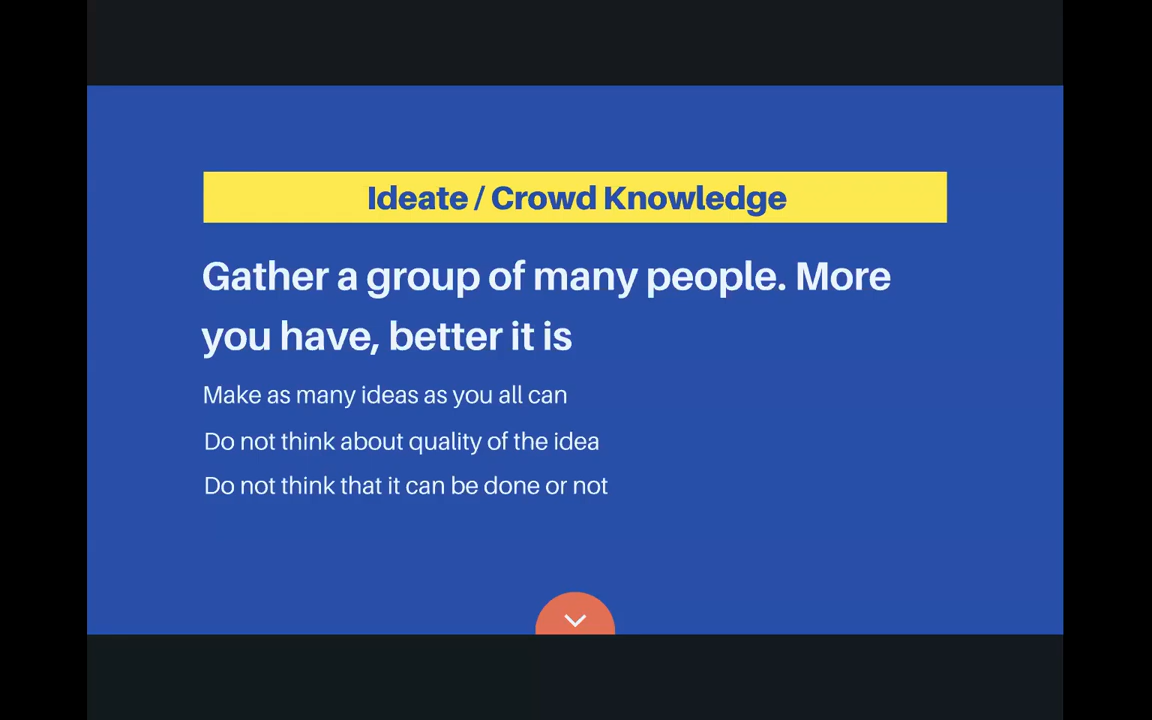 Ideate / Crowd Knowledge
Gather a group of many people. More
you have, better it is
Make as many ideas as you all can
Do not think about quality of the idea
Do not think that it can be done or not